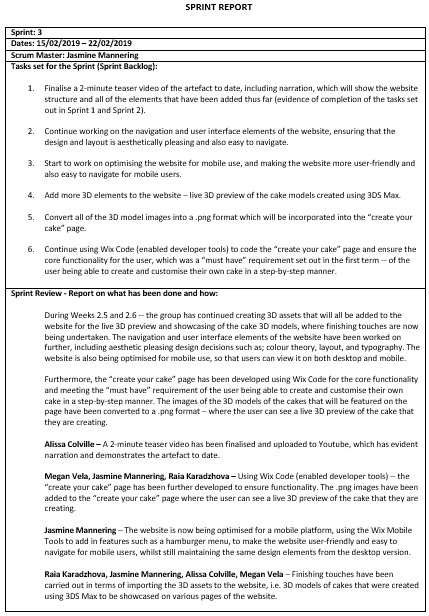 SPRINT REPORT
Sprint: 3
Dates: 15/02/2019 – 22/02/2019
Scrum Master: Jasmine Mannering
Tasks set for the Sprint (Sprint Backlog):
1. Finalise a 2-minute teaser video of the artefact to date, including narration, which will show the website
structure and all of the elements that have been added thus far (evidence of completion of the tasks set
out in Sprint 1 and Sprint 2).
2. Continue working on the navigation and user interface elements of the website, ensuring that the
design and layout is aesthetically pleasing and also easy to navigate.
3. Start to work on optimising the website for mobile use, and making the website more user-friendly and
also easy to navigate for mobile users.
4. Add more 3D elements to the website – live 3D preview of the cake models created using 3DS Max.
5. Convert all of the 3D model images into a .png format which will be incorporated into the “create your
cake” page.
6. Continue using Wix Code (enabled developer tools) to code the “create your cake” page and ensure the
core functionality for the user, which was a “must have” requirement set out in the first term -- of the
user being able to create and customise their own cake in a step-by-step manner.
Sprint Review - Report on what has been done and how:
During Weeks 2.5 and 2.6 -- the group has continued creating 3D assets that will all be added to the
website for the live 3D preview and showcasing of the cake 3D models, where finishing touches are now
being undertaken. The navigation and user interface elements of the website have been worked on
further, including aesthetic pleasing design decisions such as; colour theory, layout, and typography. The
website is also being optimised for mobile use, so that users can view it on both desktop and mobile.
Furthermore, the “create your cake” page has been developed using Wix Code for the core functionality
and meeting the “must have” requirement of the user being able to create and customise their own
cake in a step-by-step manner. The images of the 3D models of the cakes that will be featured on the
page have been converted to a .png format – where the user can see a live 3D preview of the cake that
they are creating.
Alissa Colville – A 2-minute teaser video has been finalised and uploaded to Youtube, which has evident
narration and demonstrates the artefact to date.
Megan Vela, Jasmine Mannering, Raia Karadzhova – Using Wix Code (enabled developer tools) -- the
“create your cake” page has been further developed to ensure functionality. The .png images have been
added to the “create your cake” page where the user can see a live 3D preview of the cake that they are
creating.
Jasmine Mannering – The website is now being optimised for a mobile platform, using the Wix Mobile
Tools to add in features such as a hamburger menu, to make the website user-friendly and easy to
navigate for mobile users, whilst still maintaining the same design elements from the desktop version.
Raia Karadzhova, Jasmine Mannering, Alissa Colville, Megan Vela – Finishing touches have been
carried out in terms of importing the 3D assets to the website, i.e. 3D models of cakes that were created
using 3DS Max to be showcased on various pages of the website.